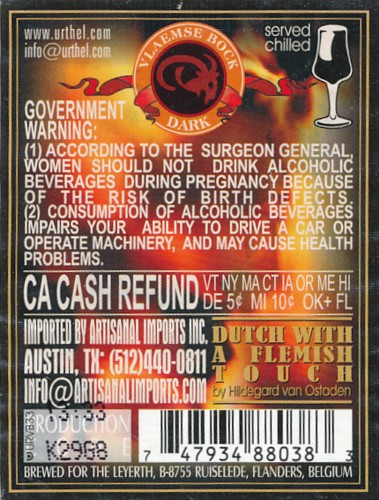 www.urthel.com
info@urthel.com
VLAEMSE BOCK
DARK
served
chilled
GOVERNMENT
WARNING:
(1) ACCORDING TO THE SURGEON GENERAL,
WOMEN SHOULD NOT DRINK ALCOHOLIC
BEVERAGES DURING PREGNANCY BECAUSE
OF THE RISK OF BIRTH DEFECTS.
(2) CONSUMPTION OF ALCOHOLIC BEVERAGES
IMPAIRS YOUR ABILITY TO DRIVE A CAR OR
OPERATE MACHINERY, AND MAY CAUSE HEALTH
PROBLEMS.
CA CASH REFUND
VT NY MA CT IA OR ME HI
DE 5¢ MI 10¢ OK+ FL
IMPORTED BY ARTISANAL IMPORTS INC.
AUSTIN, TX: (512)440-0811
INFO@ARTISANALIMPORTS.COM
DUTCH WITH
A FLEMISH
TOUCH
by Hildegard van Ostaden
PRODUCTION
K2988
7 47934 88038 3
BREWED FOR THE LEYERTH, B-8755 RUISELEDE, FLANDERS, BELGIUM